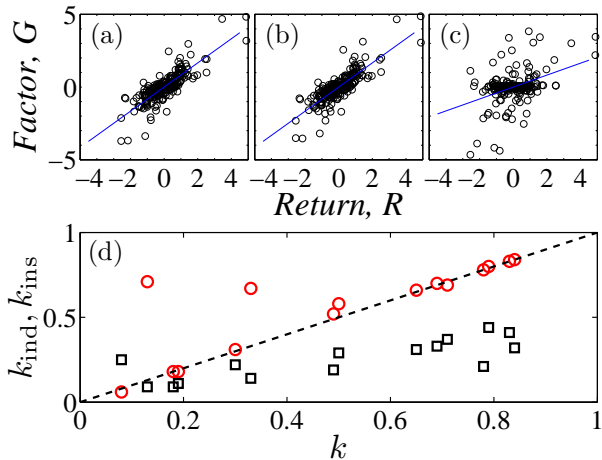 5
(a)
(b)
(c)
Factor, G
0
−5
−4 −2 0 2 4
−4 −2 0 2 4
−4 −2 0 2 4
Return, R
1
(d)
k_ind, k_ins
0.5
0
0 0.2 0.4 0.6 0.8 1
k